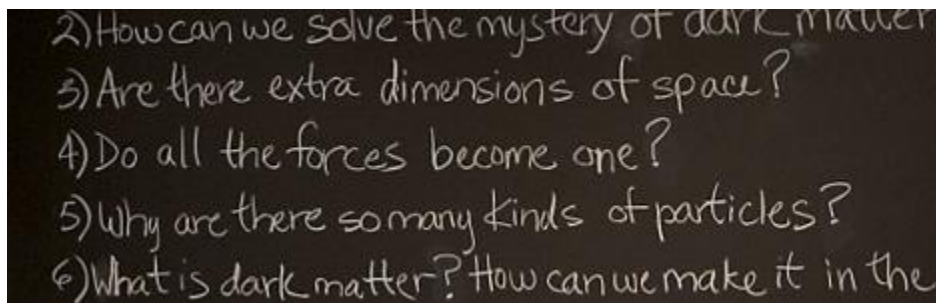 2) How can we solve the mystery of dark matter
3) Are there extra dimensions of space?
4) Do all the forces become one?
5) Why are there so many kinds of particles?
6) What is dark matter? How can we make it in the